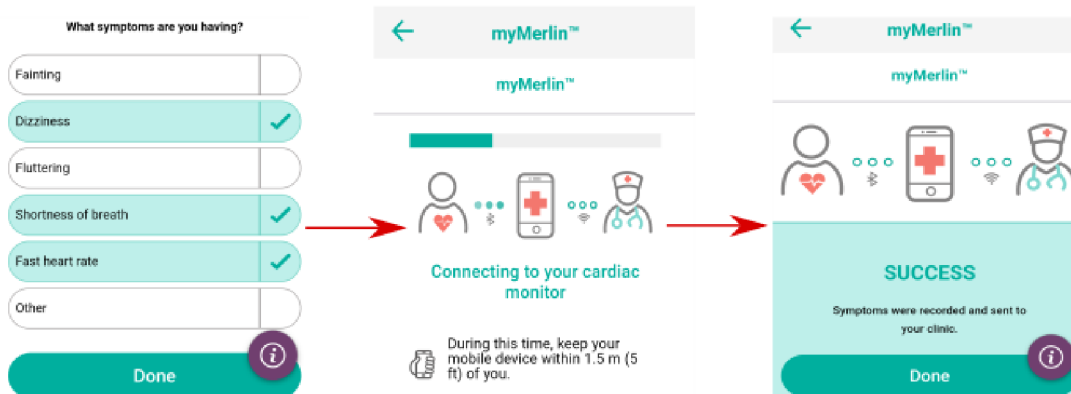 What symptoms are you having?
Fainting
Dizziness
Fluttering
Shortness of breath
Fast heart rate
Other
Done
i
myMerlin™
myMerlin™
Connecting to your cardiac
monitor
During this time, keep your
mobile device within 1.5 m (5
ft) of you.
myMerlin™
myMerlin™
SUCCESS
Symptoms were recorded and sent to
your clinic.
Done
i